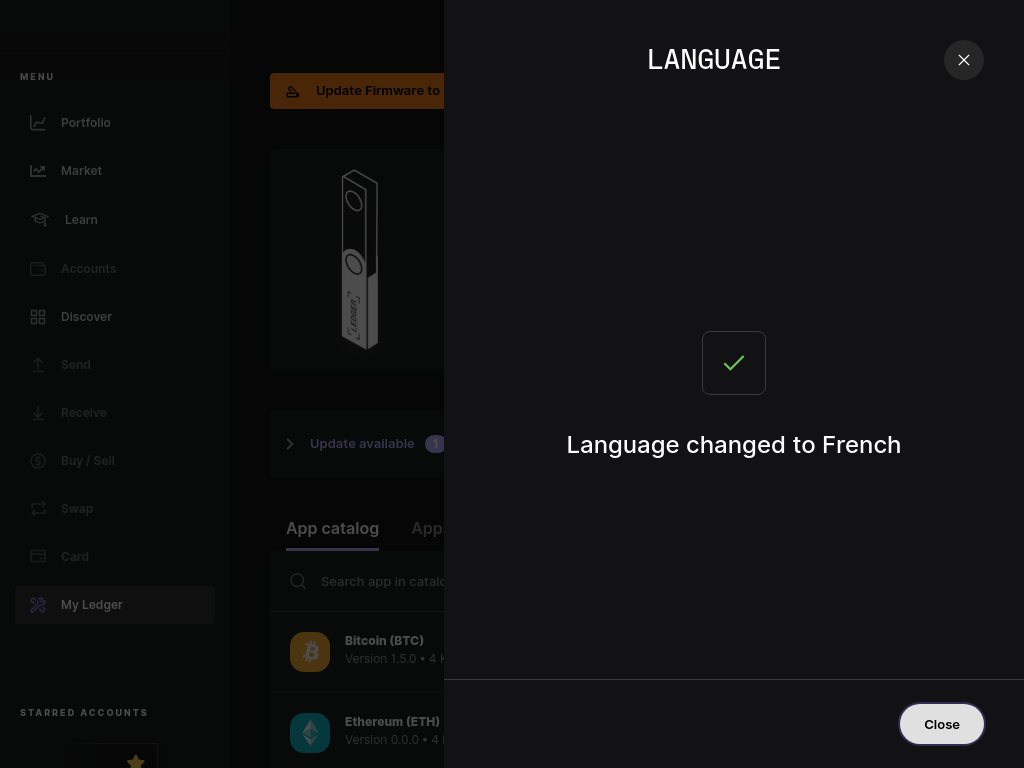 MENU
Portfolio
Market
Learn
Accounts
Discover
Send
Receive
Buy / Sell
Swap
Card
My Ledger
STARRED ACCOUNTS
Update Firmware to
LEDGER
Update available 1
App catalog App
Search app in catalo
Bitcoin (BTC)
Version 1.5.0 • 4 K
Ethereum (ETH)
Version 0.0.0 • 4
LANGUAGE
Language changed to French
Close